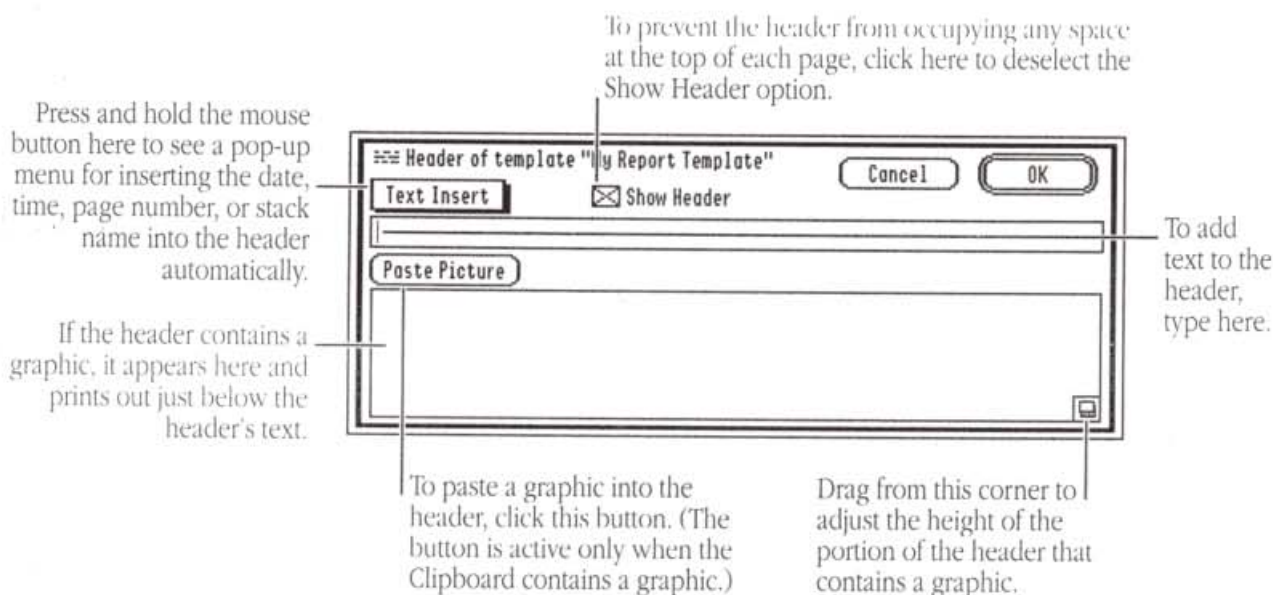 To prevent the header from occupying any space
at the top of each page, click here to deselect the
Show Header option.
Press and hold the mouse
button here to see a pop-up
menu for inserting the date,
time, page number, or stack
name into the header
automatically.
Header of template "My Report Template"
Cancel
OK
Text Insert
Show Header
To add
text to the
header,
type here.
Paste Picture
If the header contains a
graphic, it appears here and
prints out just below the
header's text.
To paste a graphic into the
header, click this button. (The
button is active only when the
Clipboard contains a graphic.)
Drag from this corner to
adjust the height of the
portion of the header that
contains a graphic.